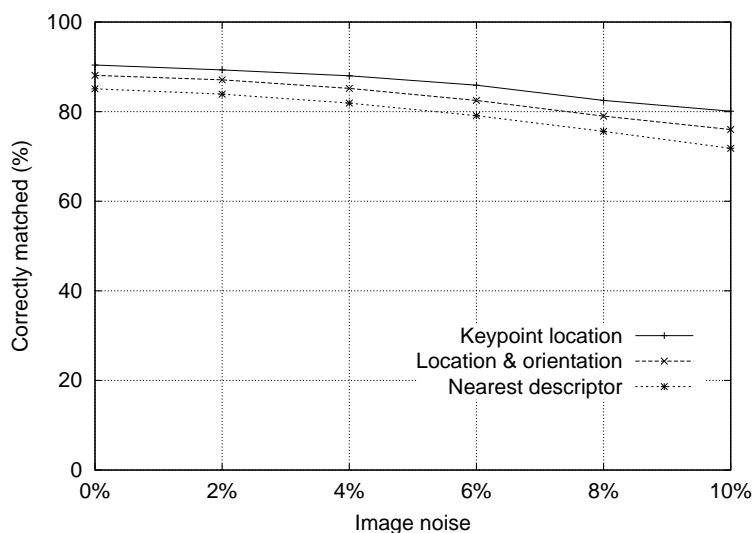 100
80
60
40
20
0
Correctly matched (%)
Keypoint location
Location & orientation
Nearest descriptor
0% 2% 4% 6% 8% 10%
Image noise